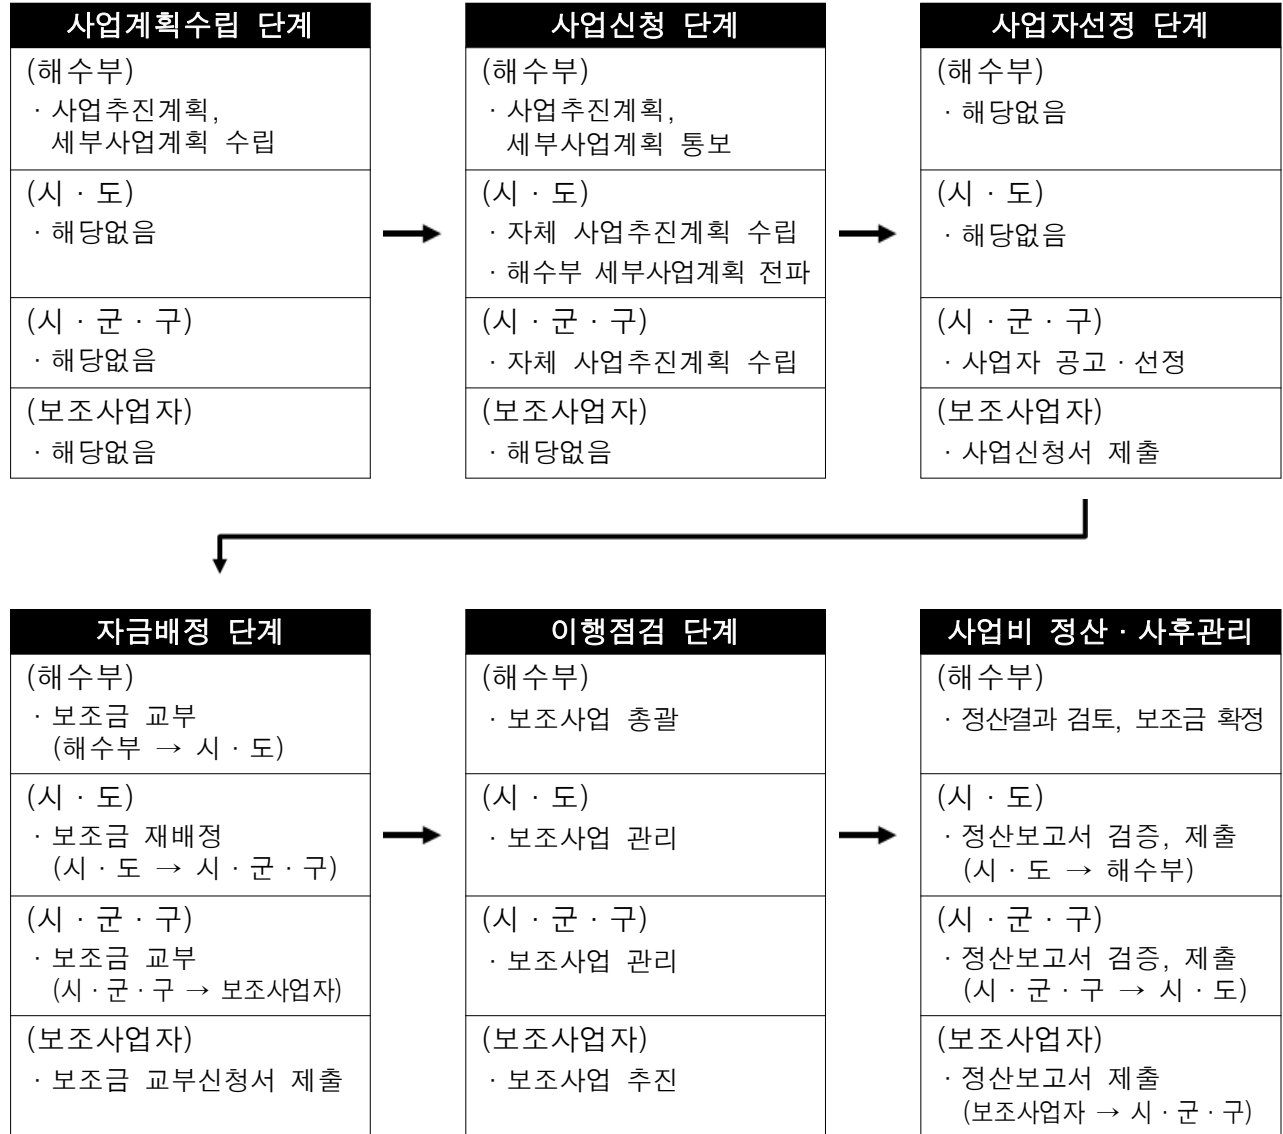 사업계획수립 단계
(해수부)
· 사업추진계획,
세부사업계획 수립
(시 · 도)
· 해당없음
(시 · 군 · 구)
· 해당없음
(보조사업자)
· 해당없음
사업신청 단계
(해수부)
· 사업추진계획,
세부사업계획 통보
(시 · 도)
· 자체 사업추진계획 수립
· 해수부 세부사업계획 전파
(시 · 군 · 구)
· 자체 사업추진계획 수립
(보조사업자)
· 해당없음
사업자선정 단계
(해수부)
· 해당없음
(시 · 도)
· 해당없음
(시 · 군 · 구)
· 사업자 공고 · 선정
(보조사업자)
· 사업신청서 제출
자금배정 단계
(해수부)
· 보조금 교부
(해수부 → 시 · 도)
(시 · 도)
· 보조금 재배정
(시 · 도 → 시 · 군 · 구)
(시 · 군 · 구)
· 보조금 교부
(시 · 군 · 구 → 보조사업자)
(보조사업자)
· 보조금 교부신청서 제출
이행점검 단계
(해수부)
· 보조사업 총괄
(시 · 도)
· 보조사업 관리
(시 · 군 · 구)
· 보조사업 관리
(보조사업자)
· 보조사업 추진
사업비 정산 · 사후관리
(해수부)
· 정산결과 검토, 보조금 확정
(시 · 도)
· 정산보고서 검증, 제출
(시 · 도 → 해수부)
(시 · 군 · 구)
· 정산보고서 검증, 제출
(시 · 군 · 구 → 시 · 도)
(보조사업자)
· 정산보고서 제출
(보조사업자 → 시 · 군 · 구)